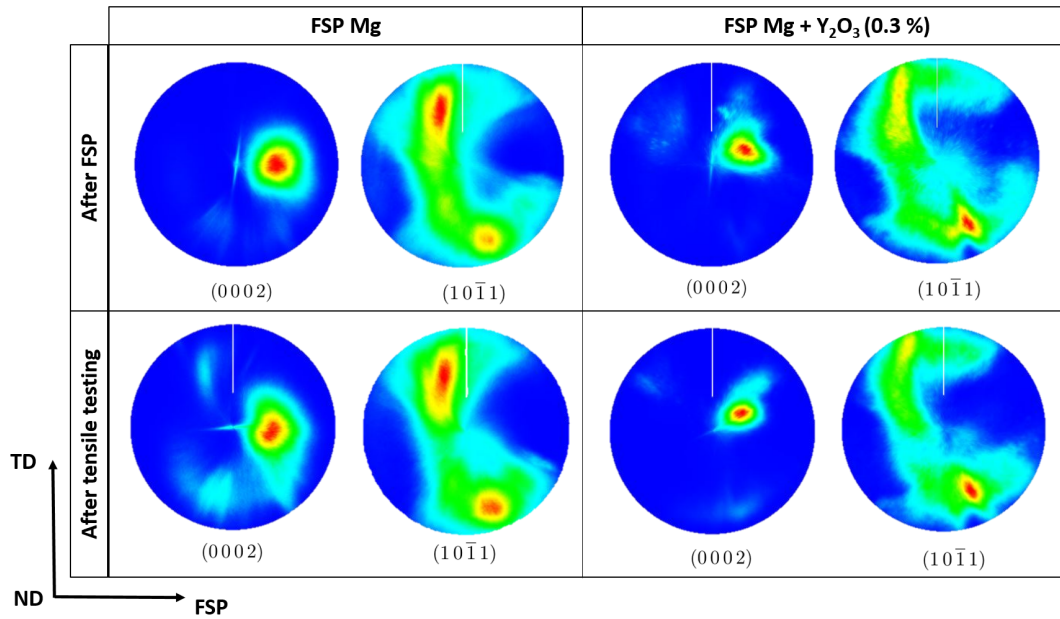 FSP Mg
FSP Mg + Y₂O₃ (0.3 %)
After FSP
(0002)
(101̄1)
(0002)
(101̄1)
After tensile testing
(0002)
(101̄1)
(0002)
(101̄1)
TD
ND
FSP